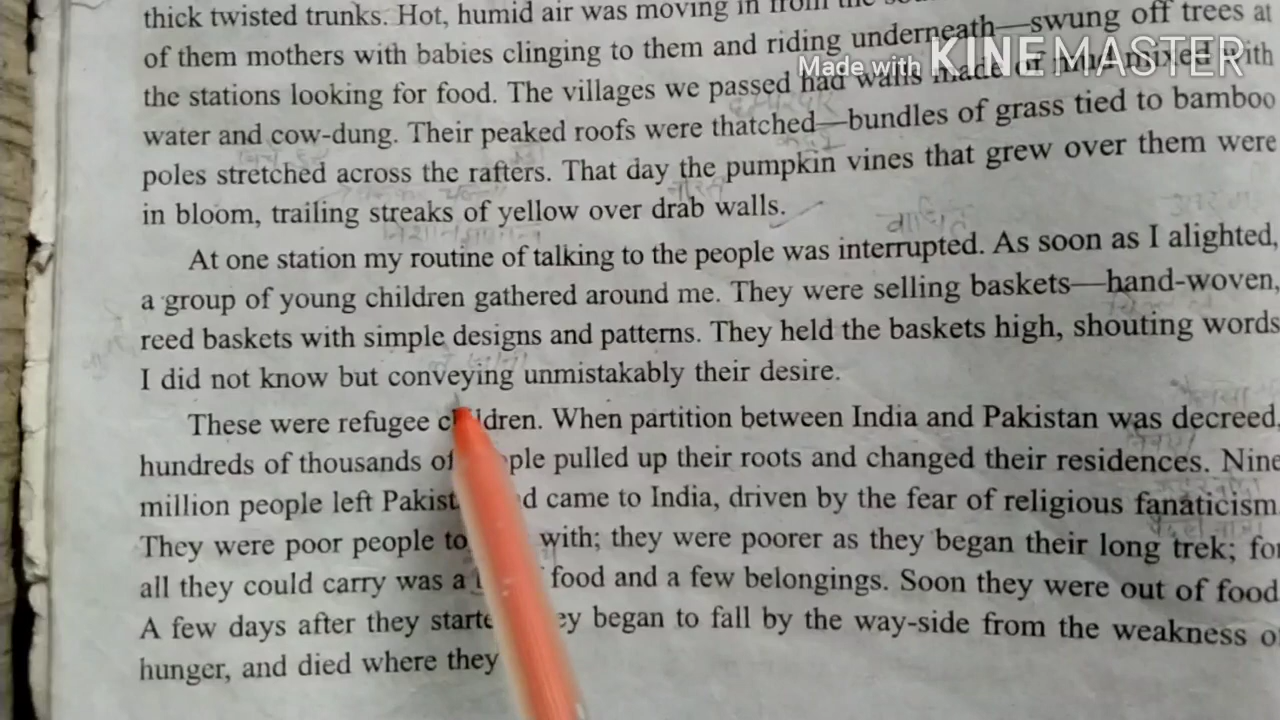 thick twisted trunks. Hot, humid air was moving in from the
of them mothers with babies clinging to them and riding underneath—swung off trees at
Made with KINEMASTER
the stations looking for food. The villages we passed had walls made of mud mixed with
water and cow-dung. Their peaked roofs were thatched—bundles of grass tied to bamboo
poles stretched across the rafters. That day the pumpkin vines that grew over them were
in bloom, trailing streaks of yellow over drab walls.
बाधित
At one station my routine of talking to the people was interrupted. As soon as I alighted,
a group of young children gathered around me. They were selling baskets—hand-woven,
reed baskets with simple designs and patterns. They held the baskets high, shouting words
I did not know but conveying unmistakably their desire.
These were refugee children. When partition between India and Pakistan was decreed,
hundreds of thousands of ple pulled up their roots and changed their residences. Nine
million people left Pakist d came to India, driven by the fear of religious fanaticism
They were poor people to with; they were poorer as they began their long trek; for
all they could carry was a food and a few belongings. Soon they were out of food
A few days after they starte ey began to fall by the way-side from the weakness o
hunger, and died where they